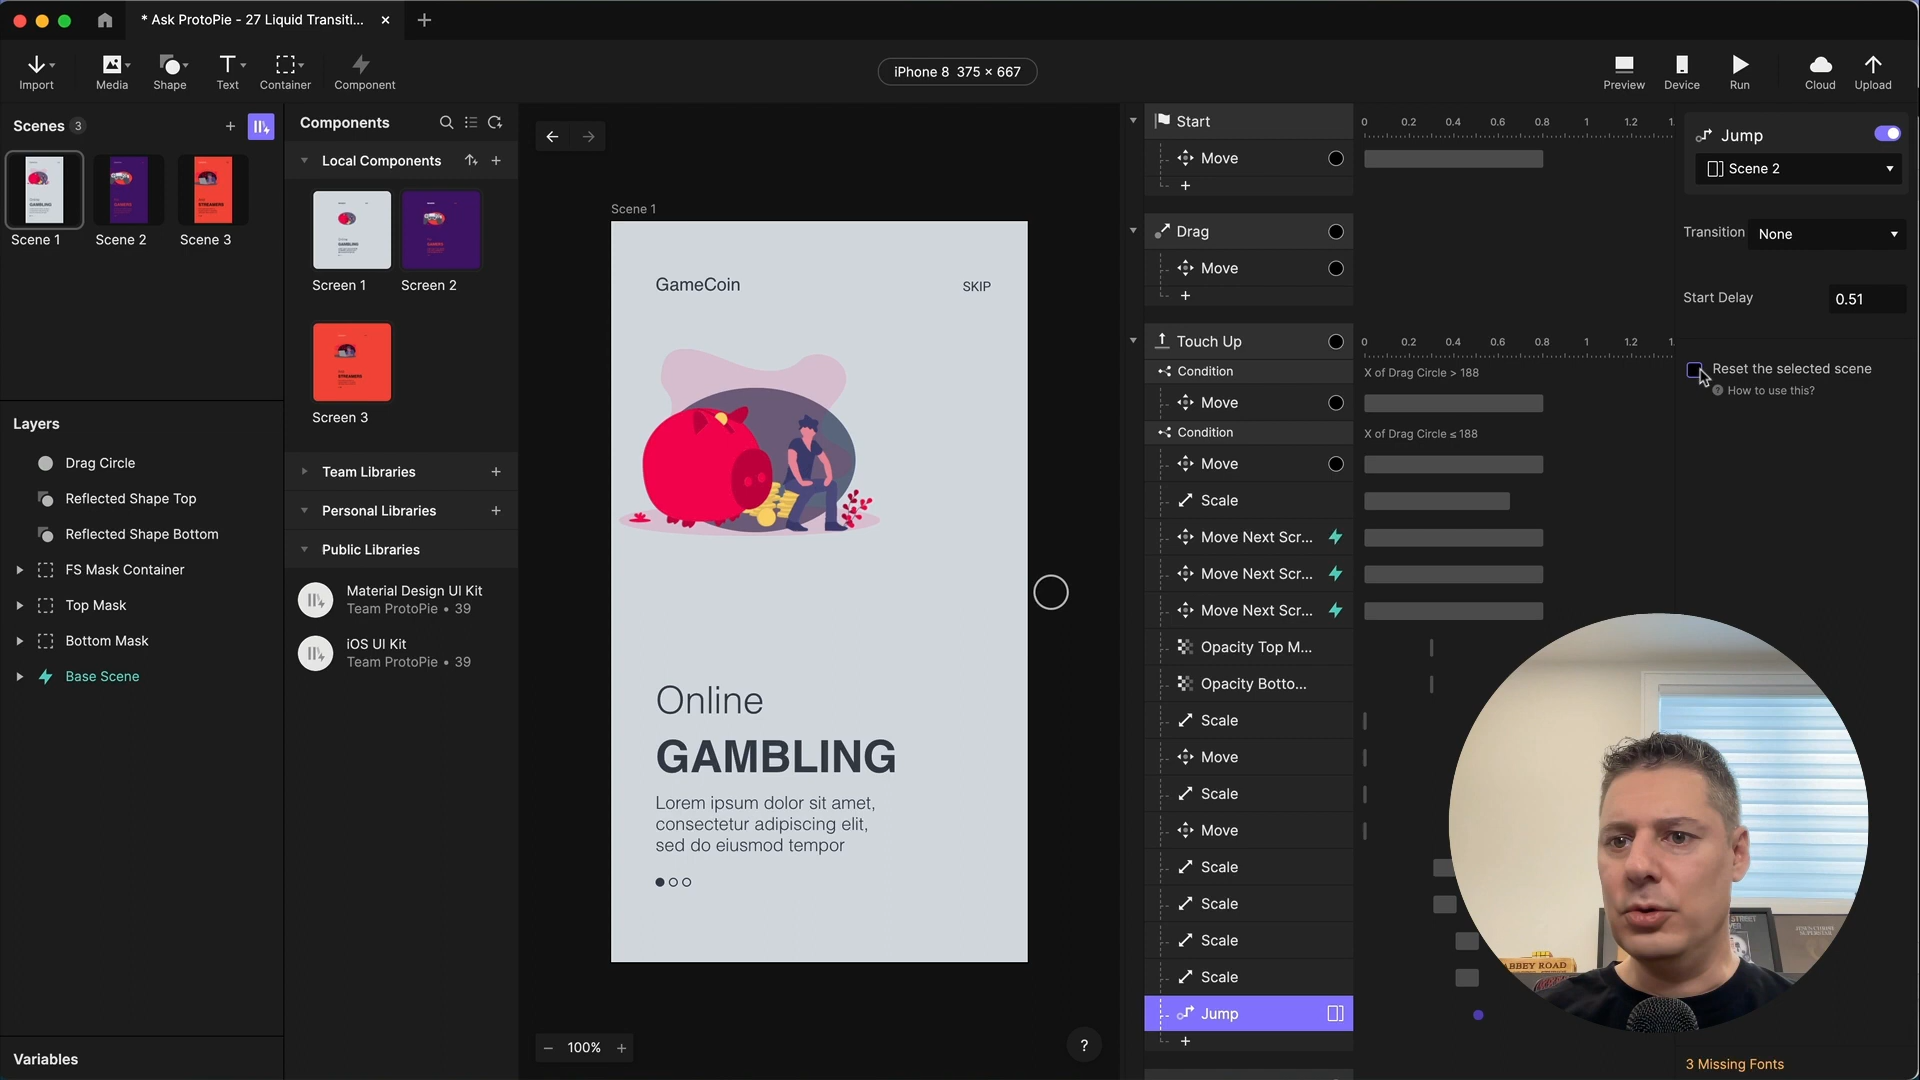 * Ask ProtoPie - 27 Liquid Transiti...
Import
Media
Shape
Text
Container
Component
iPhone 8 375 × 667
Preview
Device
Run
Cloud
Upload
Scenes 3
Scene 1
Scene 2
Scene 3
Layers
Drag Circle
Reflected Shape Top
Reflected Shape Bottom
FS Mask Container
Top Mask
Bottom Mask
Base Scene
Variables
Components
Local Components
Screen 1
Screen 2
Screen 3
Team Libraries
Personal Libraries
Public Libraries
Material Design UI Kit
Team ProtoPie • 39
iOS UI Kit
Team ProtoPie • 39
Scene 1
GameCoin
SKIP
Online
GAMBLING
Lorem ipsum dolor sit amet,
consectetur adipiscing elit,
sed do eiusmod tempor
100%
?
Start
0 0.2 0.4 0.6 0.8 1 1.2 1.
Move
Drag
Move
Touch Up
0 0.2 0.4 0.6 0.8 1 1.2 1.
Condition
X of Drag Circle > 188
Move
Condition
X of Drag Circle ≤ 188
Move
Scale
Move Next Scr...
Move Next Scr...
Move Next Scr...
Opacity Top M...
Opacity Botto...
Scale
Move
Scale
Move
Scale
Scale
Scale
Scale
Jump
Jump
Scene 2
Transition None
Start Delay 0.51
Reset the selected scene
? How to use this?
ABBEY ROAD
3 Missing Fonts